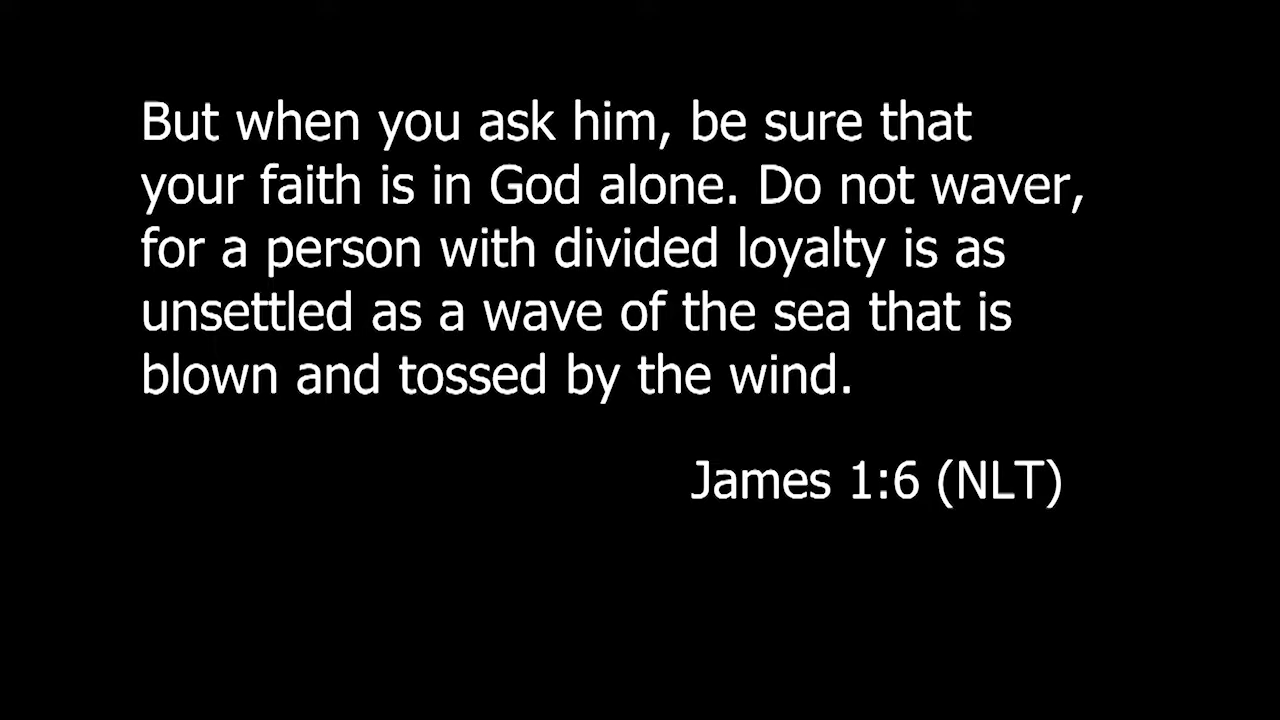 But when you ask him, be sure that
your faith is in God alone. Do not waver,
for a person with divided loyalty is as
unsettled as a wave of the sea that is
blown and tossed by the wind.
James 1:6 (NLT)